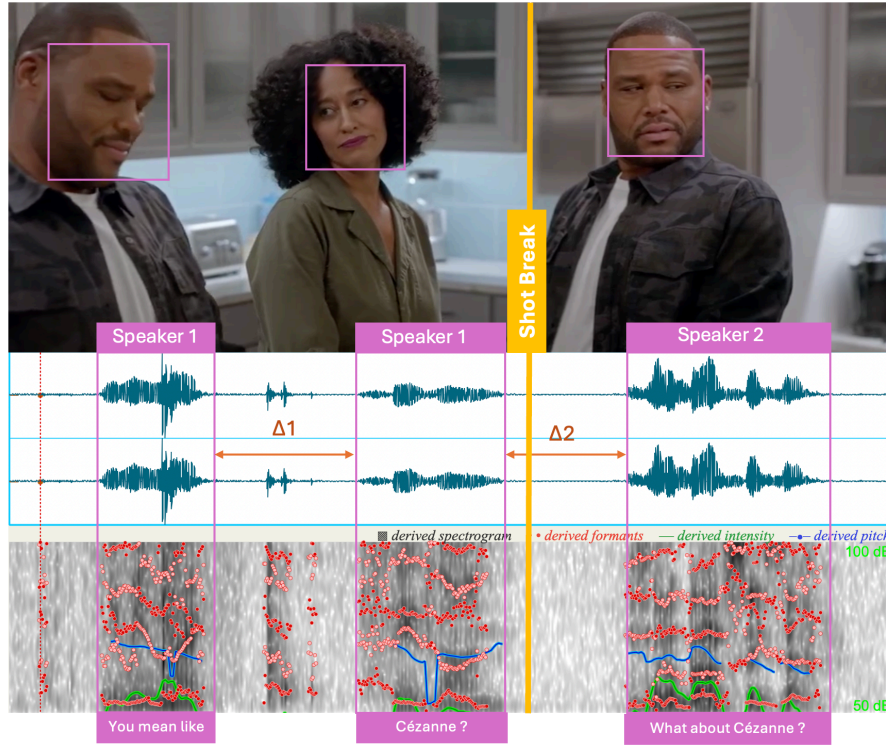 Shot Break
Speaker 1
Speaker 1
Speaker 2
Δ1
Δ2
derived spectrogram
derived formants
derived intensity
derived pitch
100 dB
50 dB
You mean like
Cézanne ?
What about Cézanne ?